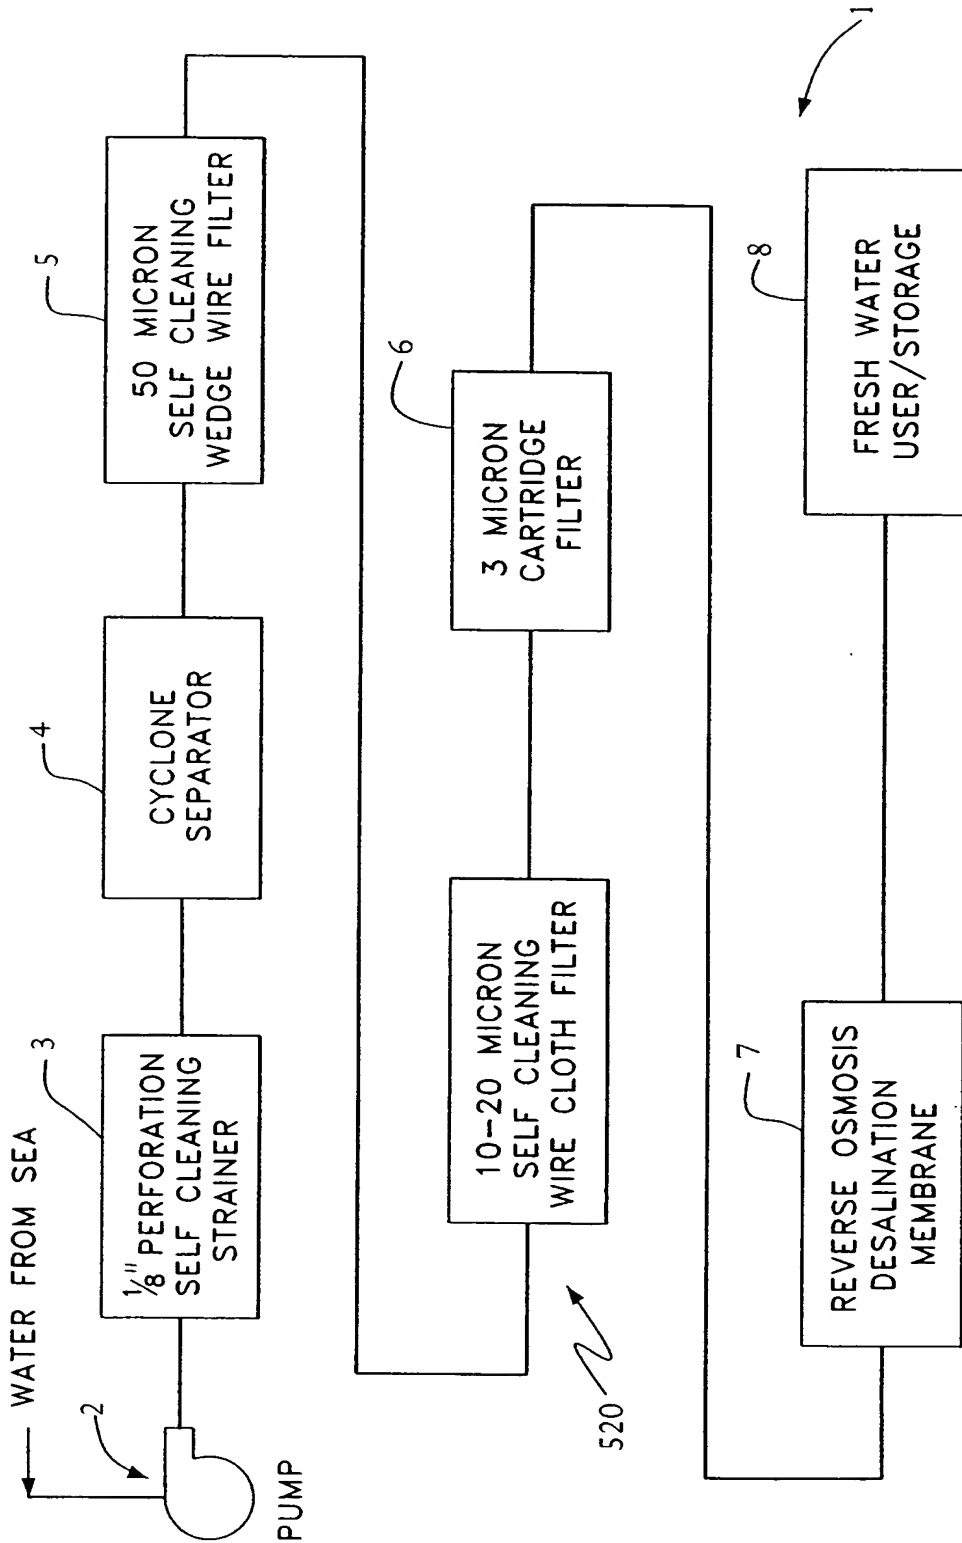 WATER FROM SEA
2
PUMP
3
1/8" PERFORATION
SELF CLEANING
STRAINER
4
CYCLONE
SEPARATOR
5
50 MICRON
SELF CLEANING
WEDGE WIRE FILTER
520
10-20 MICRON
SELF CLEANING
WIRE CLOTH FILTER
6
3 MICRON
CARTRIDGE
FILTER
7
REVERSE OSMOSIS
DESALINATION
MEMBRANE
8
FRESH WATER
USER/STORAGE
1